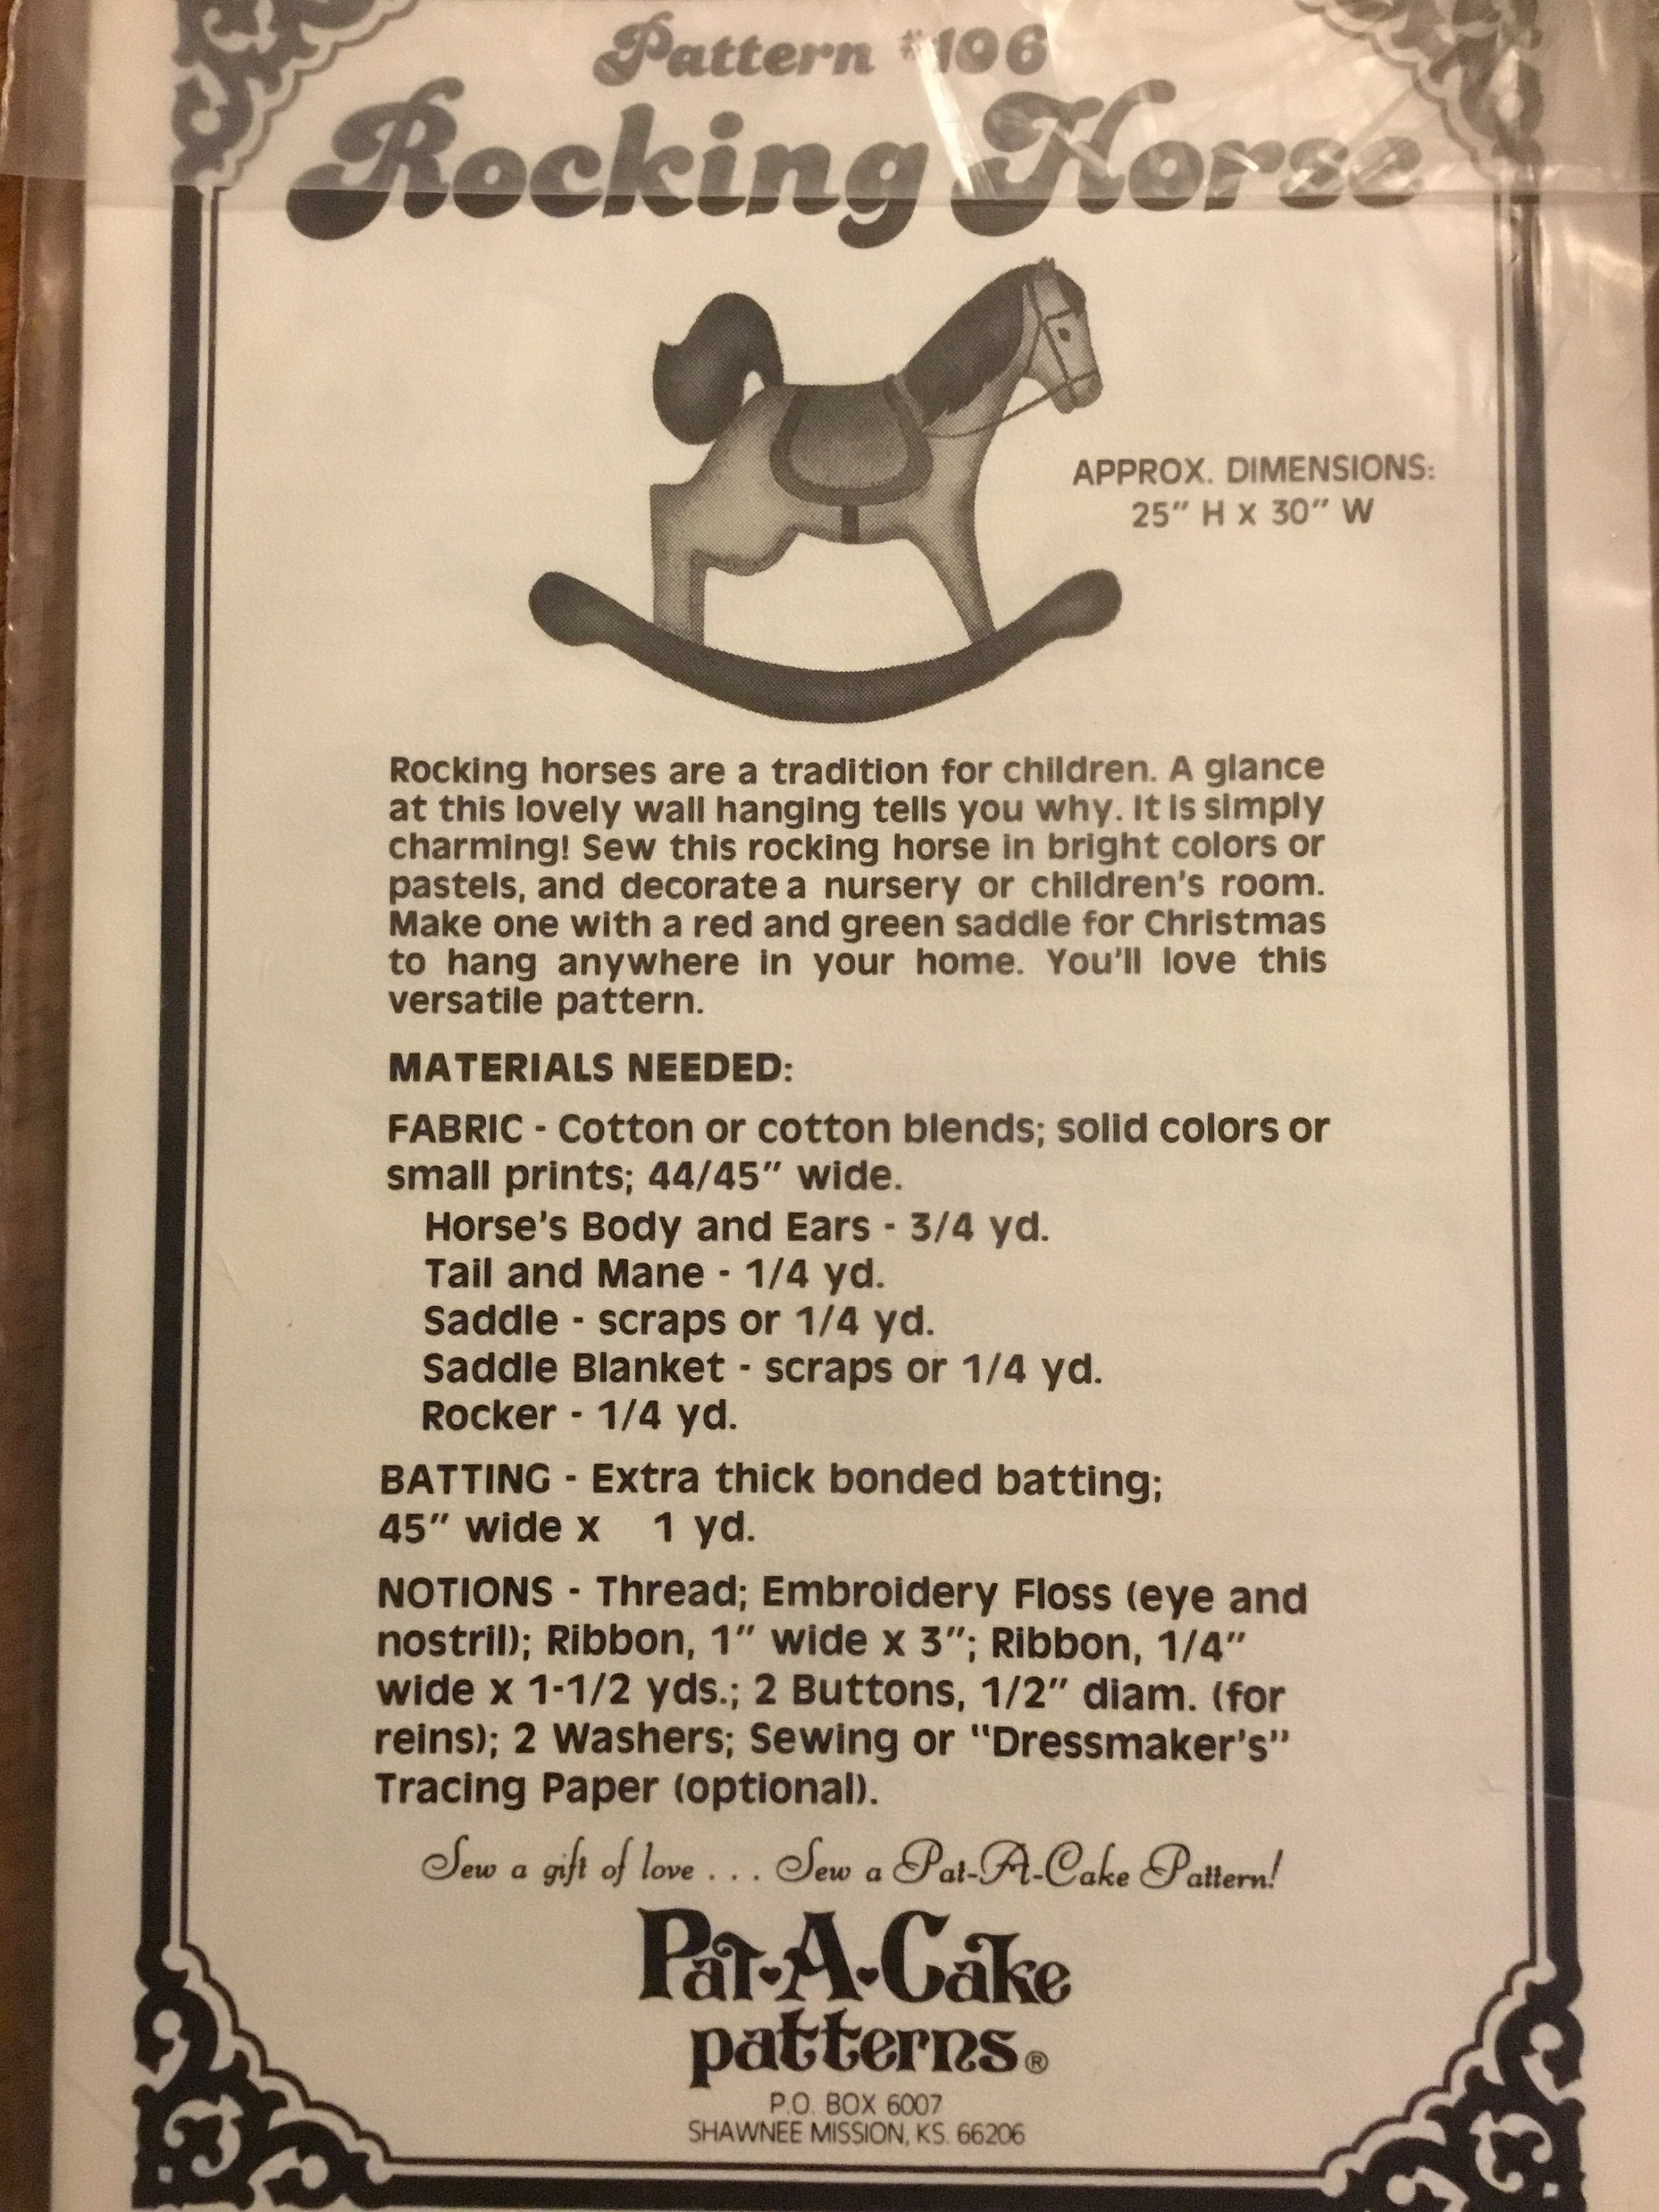 Pattern #106
Rocking Horse
APPROX. DIMENSIONS:
25" H x 30" W
Rocking horses are a tradition for children. A glance
at this lovely wall hanging tells you why. It is simply
charming! Sew this rocking horse in bright colors or
pastels, and decorate a nursery or children's room.
Make one with a red and green saddle for Christmas
to hang anywhere in your home. You'll love this
versatile pattern.
MATERIALS NEEDED:
FABRIC - Cotton or cotton blends; solid colors or
small prints; 44/45" wide.
Horse's Body and Ears - 3/4 yd.
Tail and Mane - 1/4 yd.
Saddle - scraps or 1/4 yd.
Saddle Blanket - scraps or 1/4 yd.
Rocker - 1/4 yd.
BATTING - Extra thick bonded batting;
45" wide x 1 yd.
NOTIONS - Thread; Embroidery Floss (eye and
nostril); Ribbon, 1" wide x 3"; Ribbon, 1/4"
wide x 1-1/2 yds.; 2 Buttons, 1/2" diam. (for
reins); 2 Washers; Sewing or "Dressmaker's"
Tracing Paper (optional).
Sew a gift of love . . . Sew a Pat-A-Cake Pattern!
Pat•A•Cake
patterns®
P.O. BOX 6007
SHAWNEE MISSION, KS. 66206